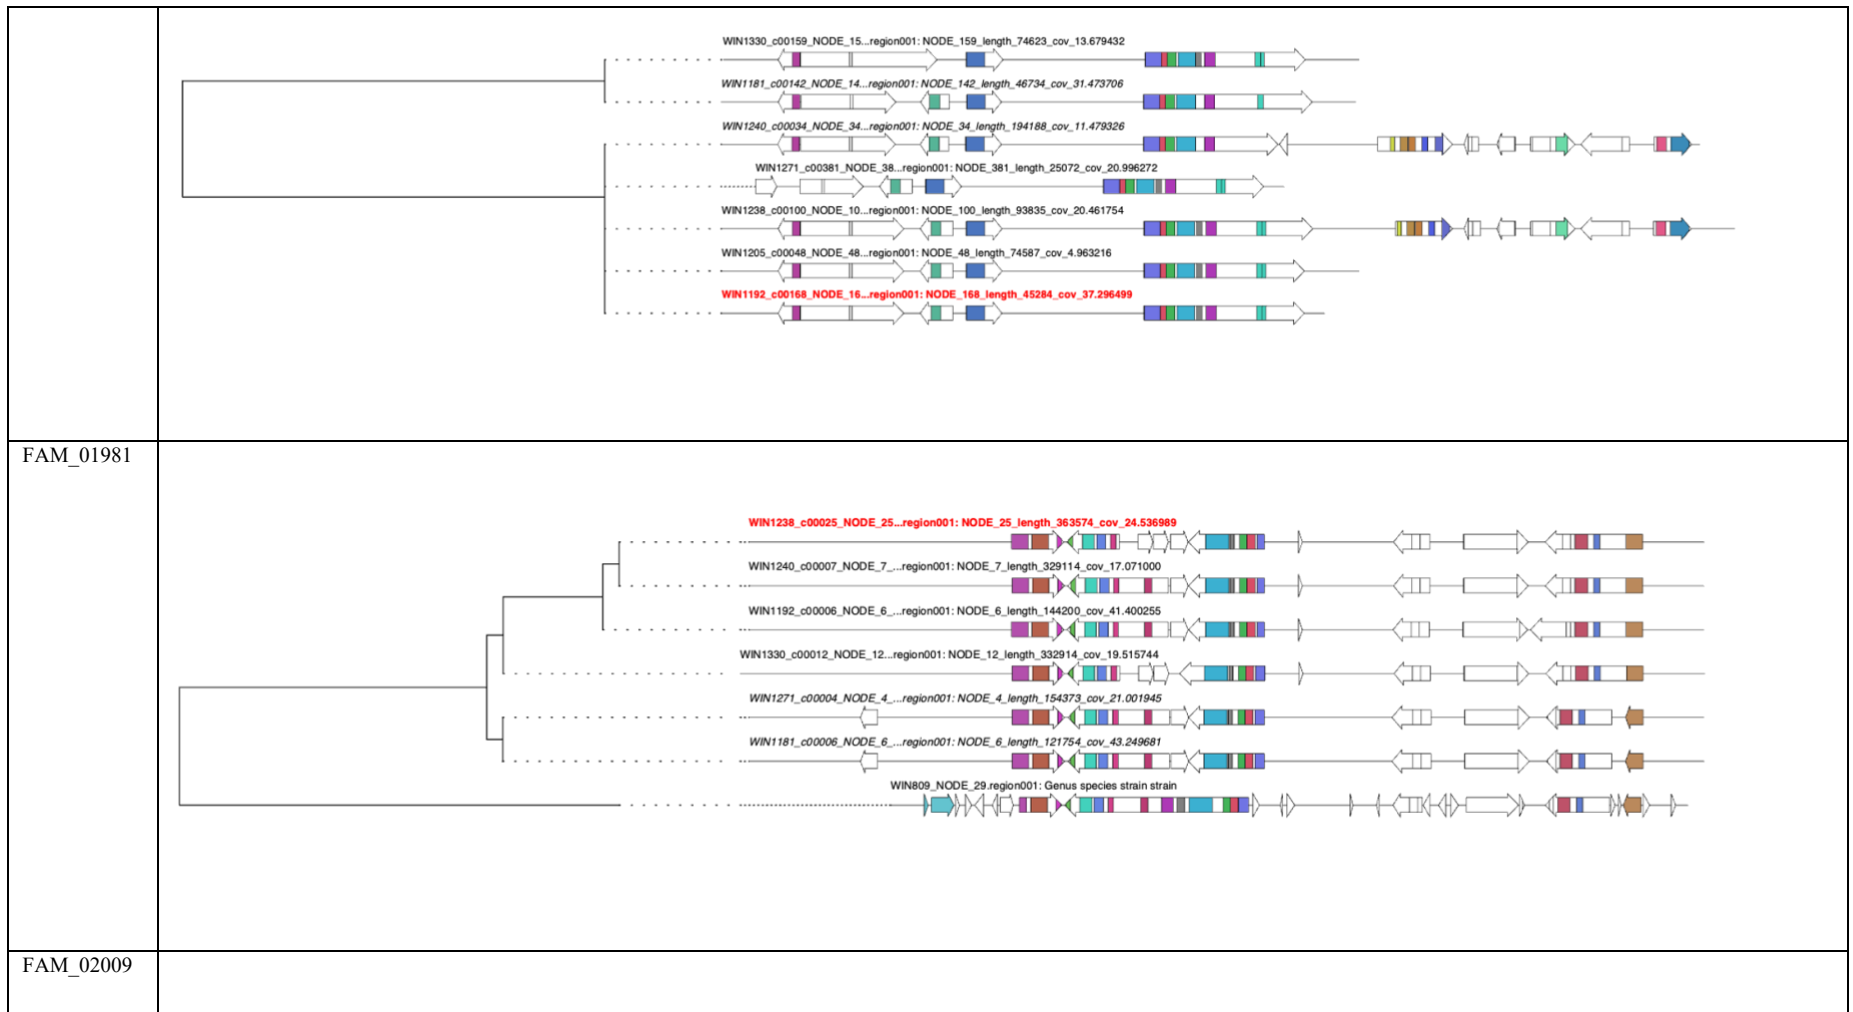 WIN1330_c00159_NODE_15...region001: NODE_159_length_74623_cov_13.679432
WIN1181_c00142_NODE_14...region001: NODE_142_length_46734_cov_31.473706
WIN1240_c00034_NODE_34...region001: NODE_34_length_194188_cov_11.479326
WIN1271_c00381_NODE_38...region001: NODE_381_length_25072_cov_20.996272
WIN1238_c00100_NODE_10...region001: NODE_100_length_93835_cov_20.461754
WIN1205_c00048_NODE_48...region001: NODE_48_length_74587_cov_4.963216
WIN1192_c00168_NODE_16...region001: NODE_168_length_45284_cov_37.296499
FAM_01981
WIN1238_c00025_NODE_25...region001: NODE_25_length_363574_cov_24.536989
WIN1240_c00007_NODE_7_...region001: NODE_7_length_329114_cov_17.071000
WIN1192_c00006_NODE_6_...region001: NODE_6_length_144200_cov_41.400255
WIN1330_c00012_NODE_12...region001: NODE_12_length_332914_cov_19.515744
WIN1271_c00004_NODE_4_...region001: NODE_4_length_154373_cov_21.001945
WIN1181_c00006_NODE_6_...region001: NODE_6_length_121754_cov_43.249681
WIN809_NODE_29.region001: Genus species strain strain
FAM_02009